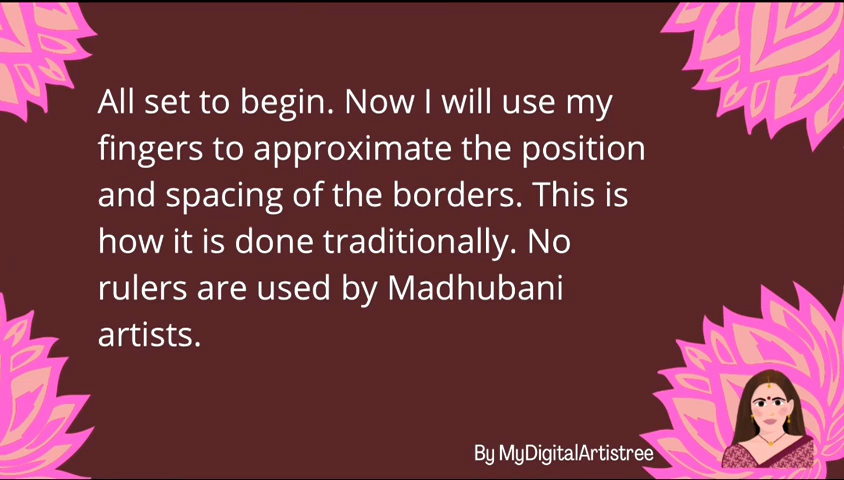 All set to begin. Now I will use my
fingers to approximate the position
and spacing of the borders. This is
how it is done traditionally. No
rulers are used by Madhubani
artists.
By MyDigitalArtistree